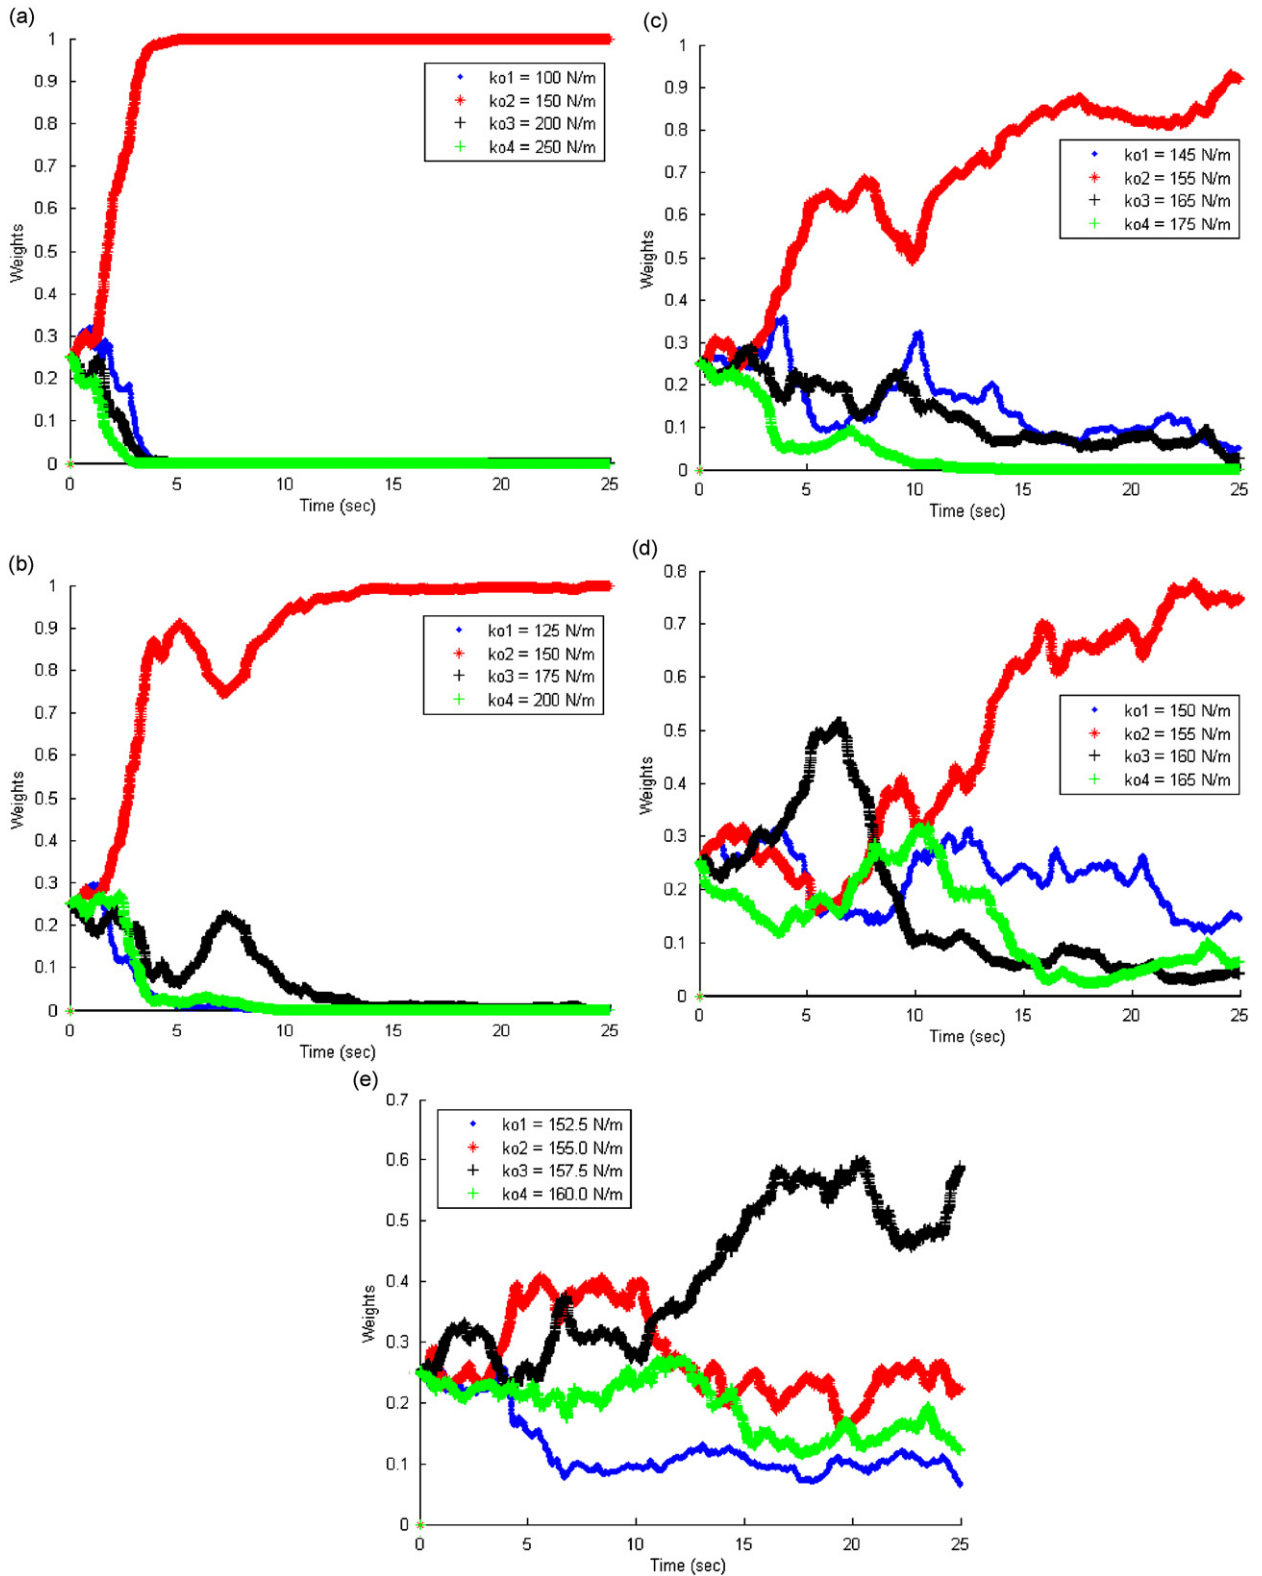 (a)
1
0.9
0.8
0.7
0.6
0.5
0.4
0.3
0.2
0.1
0
Weights
ko1 = 100 N/m
ko2 = 150 N/m
ko3 = 200 N/m
ko4 = 250 N/m
0 5 10 15 20 25
Time (sec)
(c)
1
0.9
0.8
0.7
0.6
0.5
0.4
0.3
0.2
0.1
0
Weights
ko1 = 145 N/m
ko2 = 155 N/m
ko3 = 165 N/m
ko4 = 175 N/m
0 5 10 15 20 25
Time (sec)
(b)
1
0.9
0.8
0.7
0.6
0.5
0.4
0.3
0.2
0.1
0
Weights
ko1 = 125 N/m
ko2 = 150 N/m
ko3 = 175 N/m
ko4 = 200 N/m
0 5 10 15 20 25
Time (sec)
(d)
0.8
0.7
0.6
0.5
0.4
0.3
0.2
0.1
0
Weights
ko1 = 150 N/m
ko2 = 155 N/m
ko3 = 160 N/m
ko4 = 165 N/m
0 5 10 15 20 25
Time (sec)
(e)
0.7
0.6
0.5
0.4
0.3
0.2
0.1
0
Weights
ko1 = 152.5 N/m
ko2 = 155.0 N/m
ko3 = 157.5 N/m
ko4 = 160.0 N/m
0 5 10 15 20 25
Time (sec)